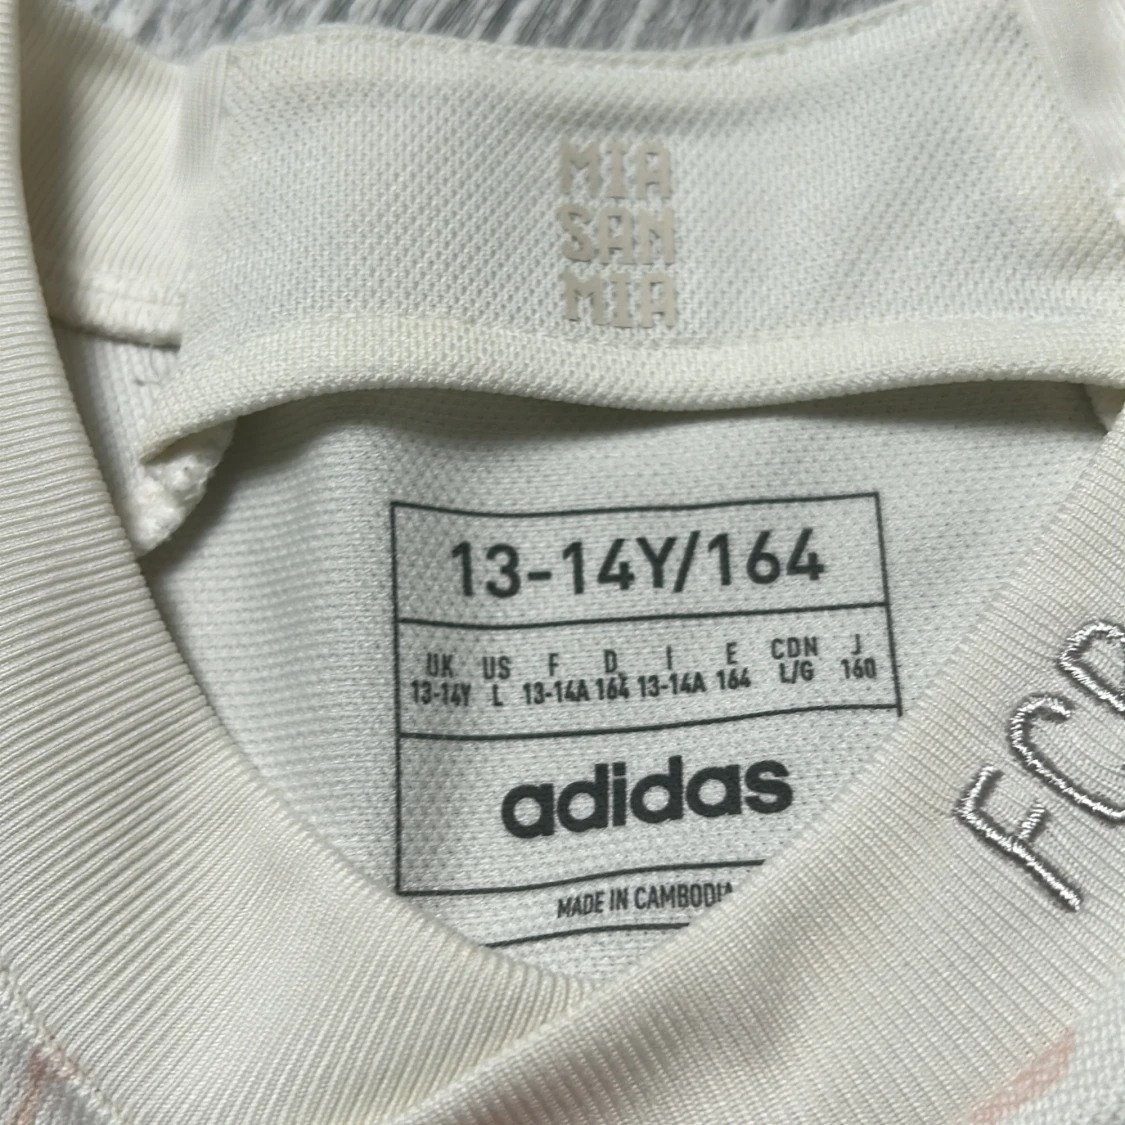 MIA
SAN
MIA
13-14Y/164
UK US F D I E CDN J
13-14Y L 13-14A 164 13-14A 164 L/G 160
adidas
MADE IN CAMBODIA
FCB